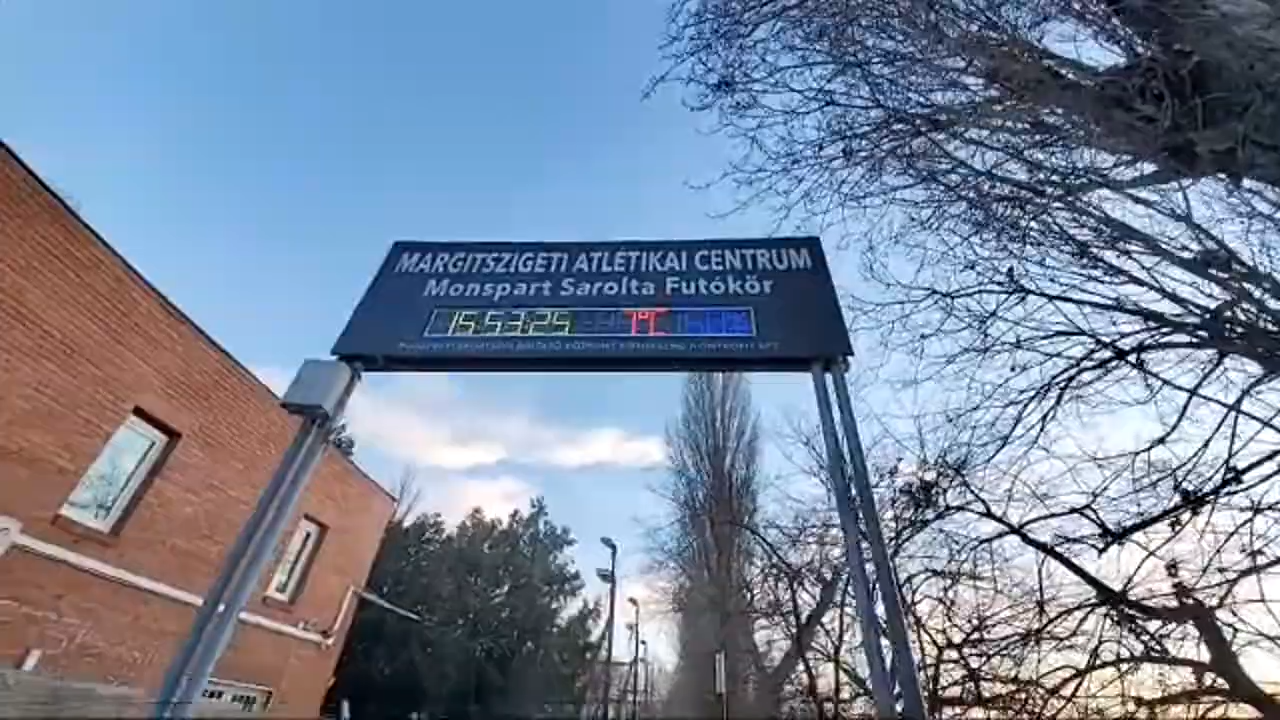 MARGITSZIGETI ATLÉTIKAI CENTRUM
Monspart Sarolta Futókör
15:53:25 7°C